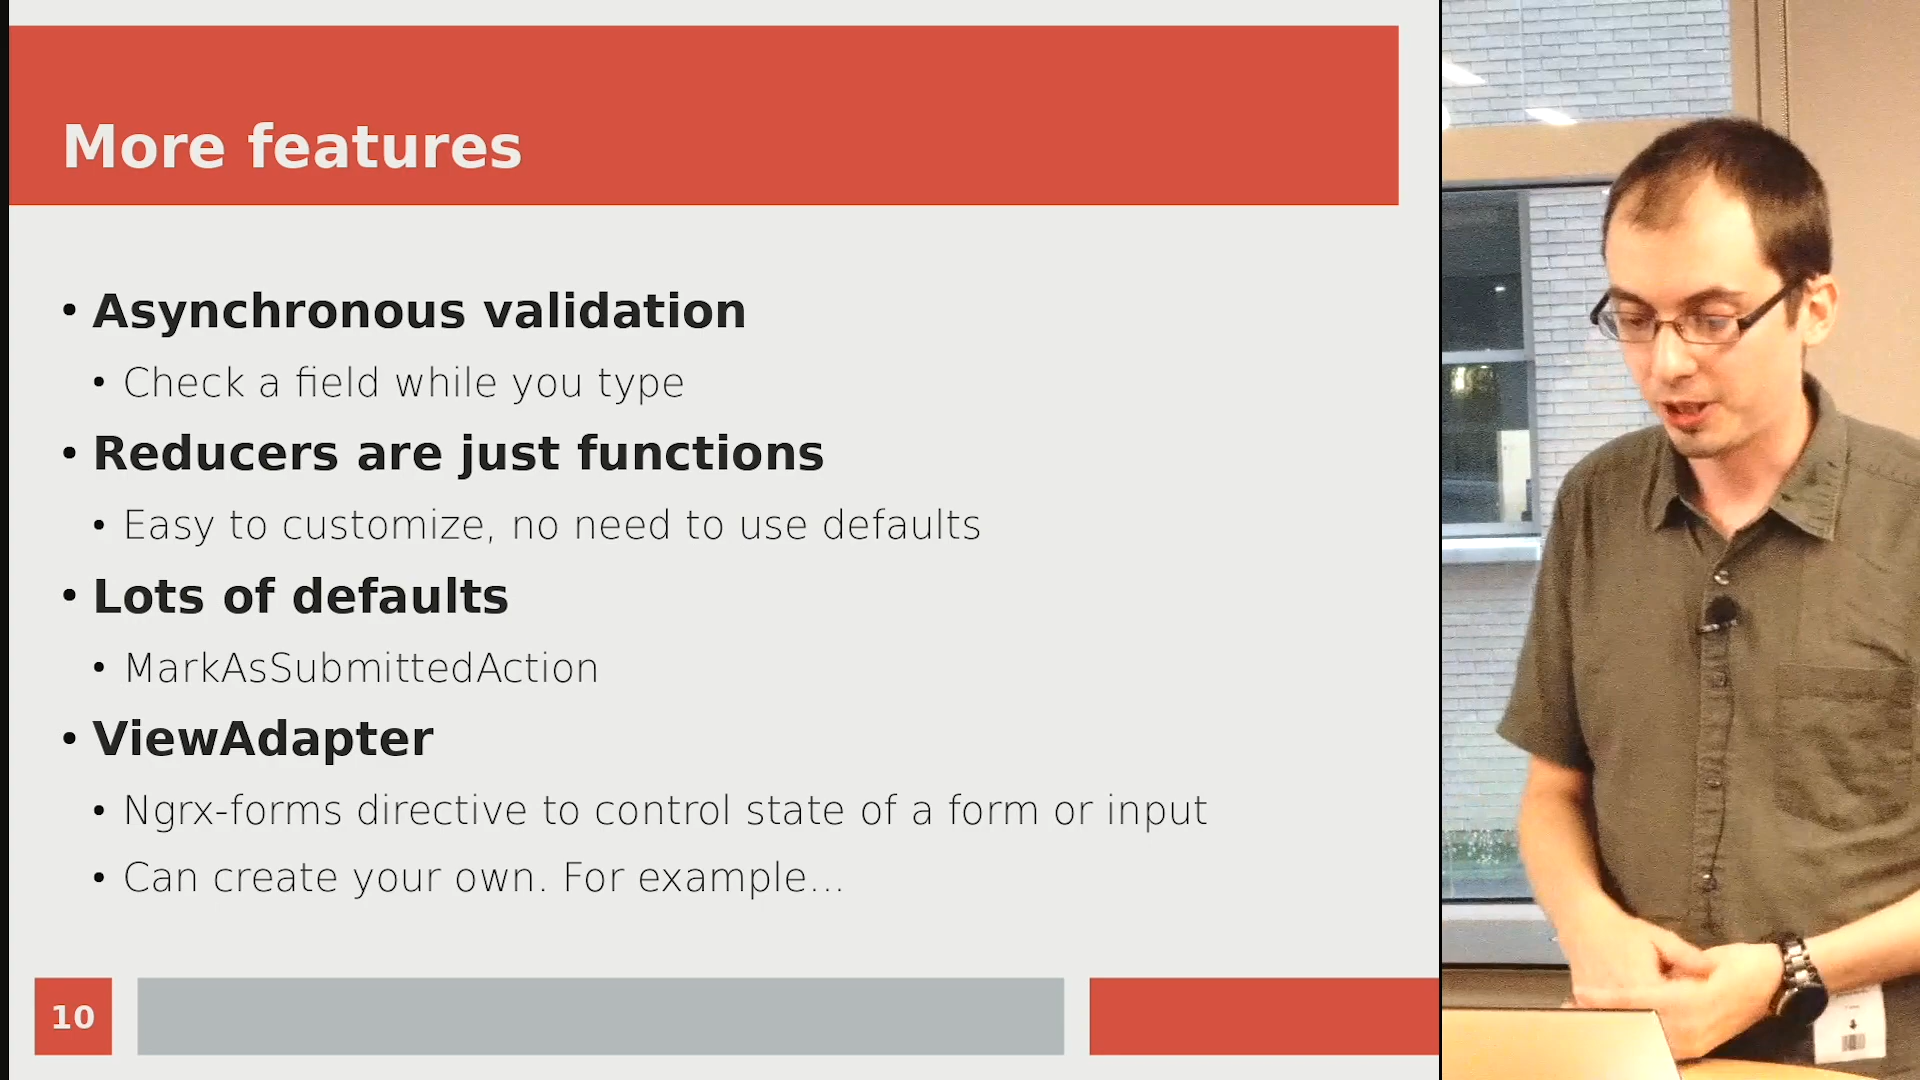 More features
• Asynchronous validation
• Check a field while you type
• Reducers are just functions
• Easy to customize, no need to use defaults
• Lots of defaults
• MarkAsSubmittedAction
• ViewAdapter
• Ngrx-forms directive to control state of a form or input
• Can create your own. For example...
10